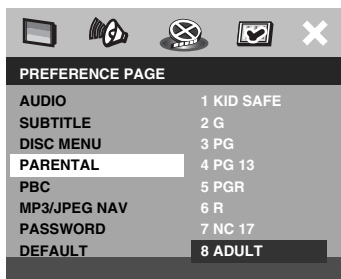 PREFERENCE PAGE
AUDIO 1 KID SAFE
SUBTITLE 2 G
DISC MENU 3 PG
PARENTAL 4 PG 13
PBC 5 PGR
MP3/JPEG NAV 6 R
PASSWORD 7 NC 17
DEFAULT 8 ADULT